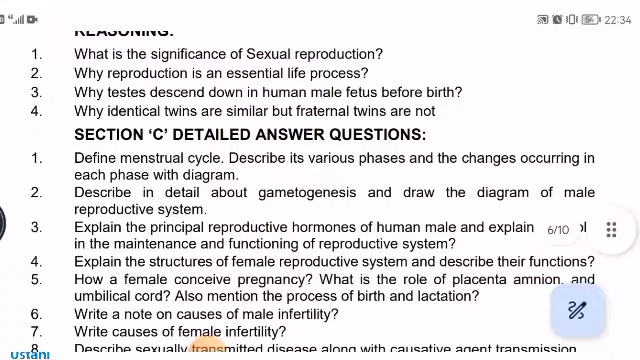 22:34
REASONING:
1. What is the significance of Sexual reproduction?
2. Why reproduction is an essential life process?
3. Why testes descend down in human male fetus before birth?
4. Why identical twins are similar but fraternal twins are not
SECTION ‘C’ DETAILED ANSWER QUESTIONS:
1. Define menstrual cycle. Describe its various phases and the changes occurring in
each phase with diagram.
2. Describe in detail about gametogenesis and draw the diagram of male
reproductive system.
3. Explain the principal reproductive hormones of human male and explain
6/10
in the maintenance and functioning of reproductive system?
4. Explain the structures of female reproductive system and describe their functions?
5. How a female conceive pregnancy? What is the role of placenta amnion, and
umbilical cord? Also mention the process of birth and lactation?
6. Write a note on causes of male infertility?
7. Write causes of female infertility?
8. Describe sexually transmitted disease along with causative agent transmission
ustani